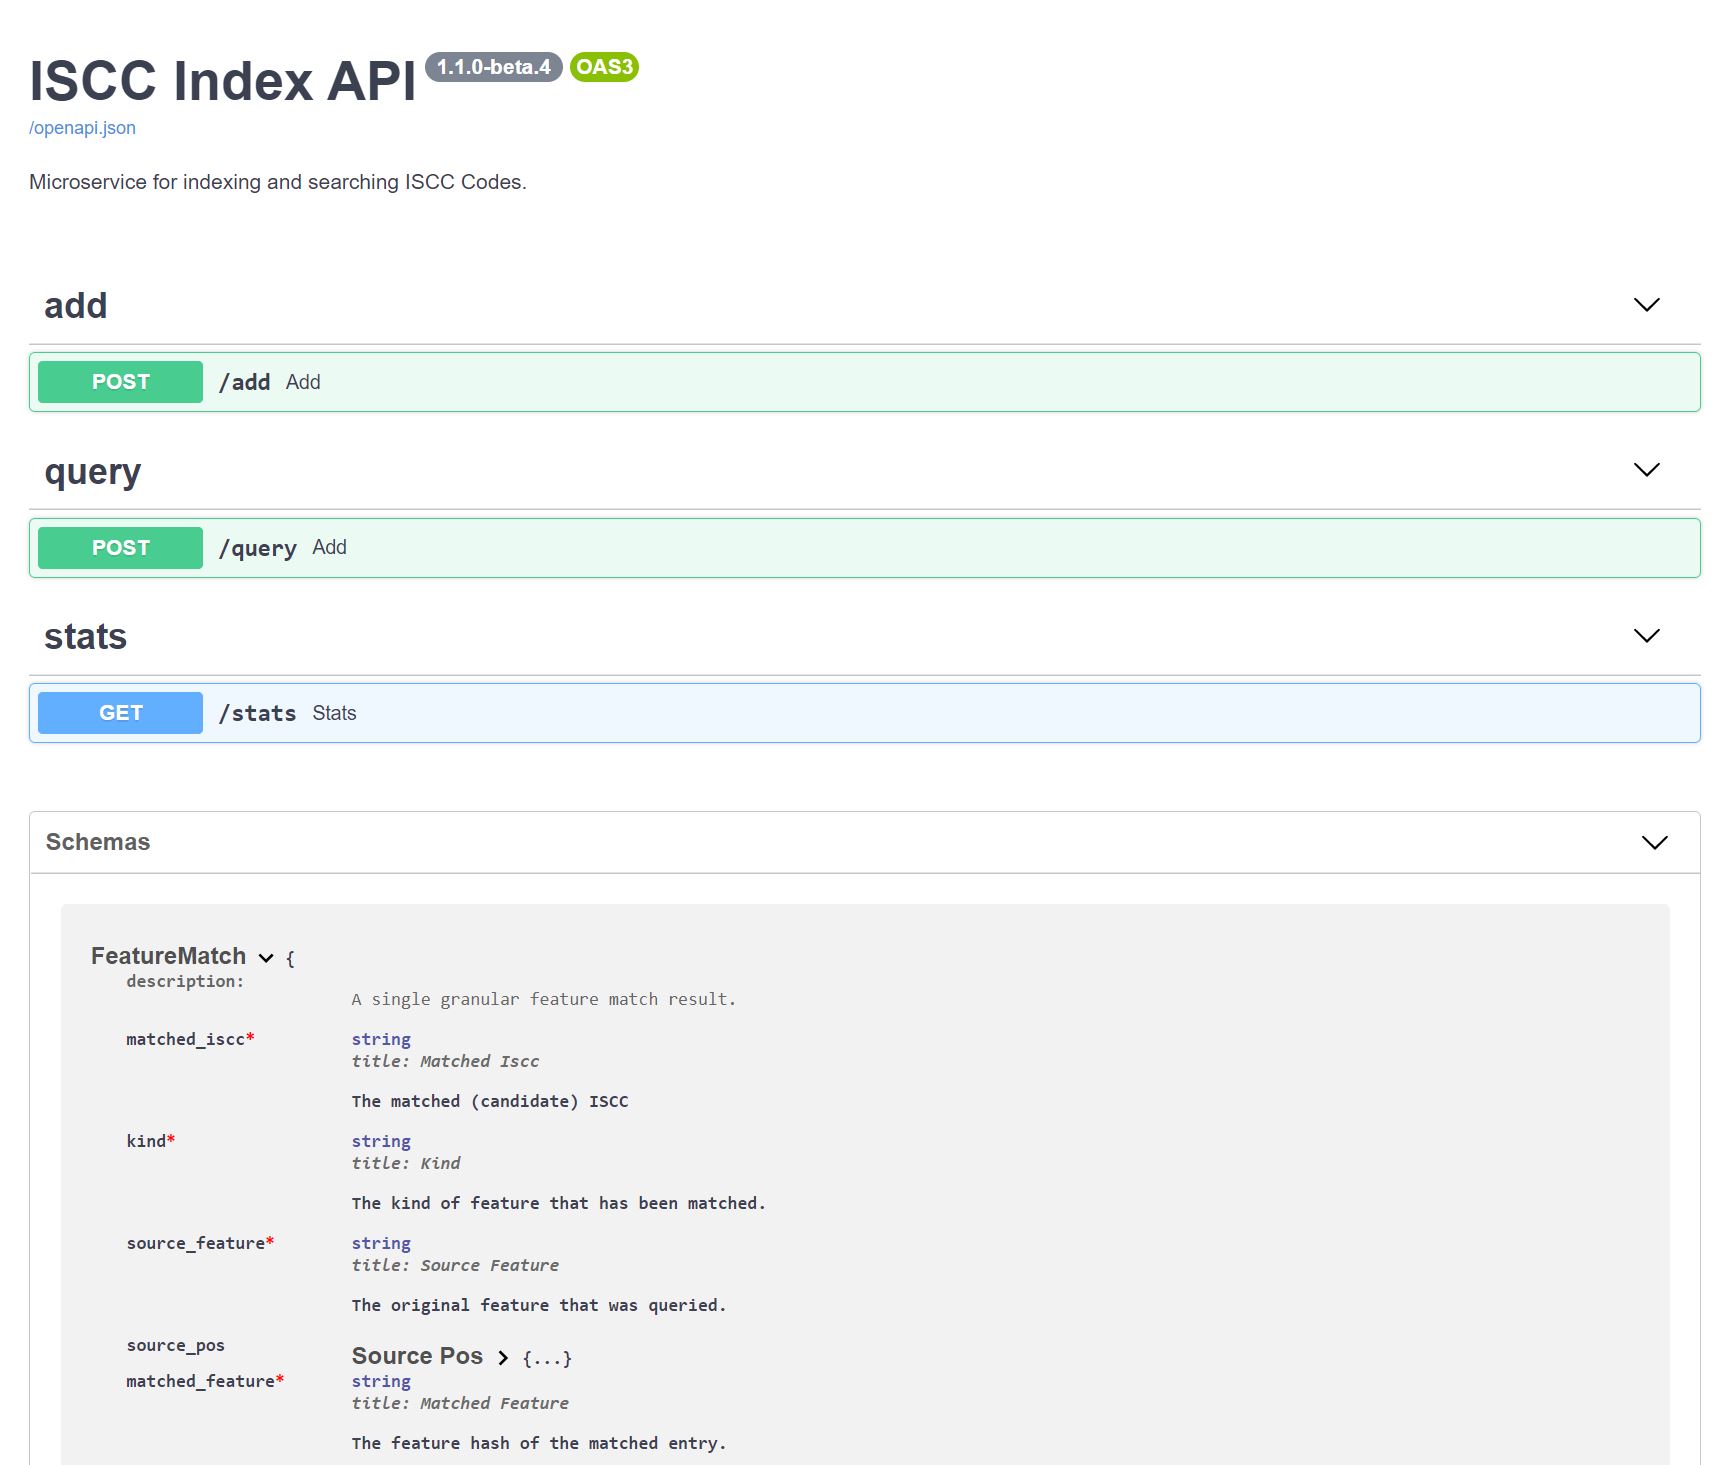 ISCC Index API 1.1.0-beta.4 OAS3
/openapi.json
Microservice for indexing and searching ISCC Codes.
add
POST /add Add
query
POST /query Add
stats
GET /stats Stats
Schemas
FeatureMatch {
description:
A single granular feature match result.
matched_iscc* string
title: Matched Iscc
The matched (candidate) ISCC
kind* string
title: Kind
The kind of feature that has been matched.
source_feature* string
title: Source Feature
The original feature that was queried.
source_pos Source Pos {...}
matched_feature* string
title: Matched Feature
The feature hash of the matched entry.